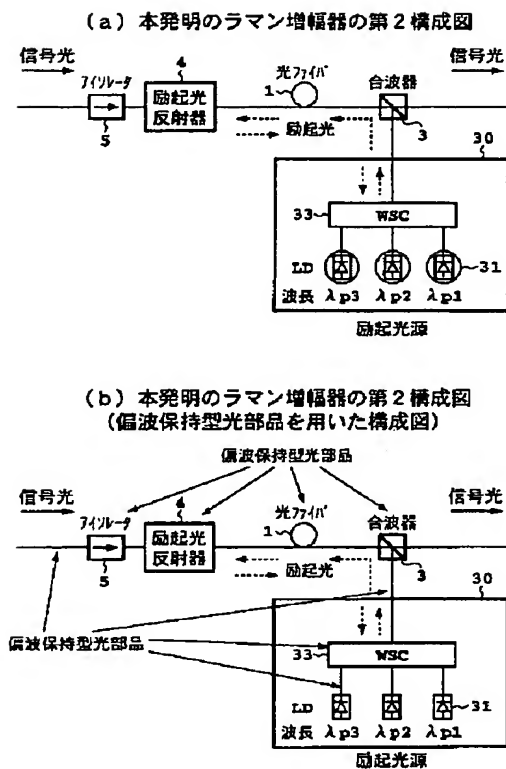 (a) 本発明のラマン増幅器の第2構成図
信号光
信号光
アイソレータ
4
励起光
反射器
5
光ファイバ
1
励起光
合波器
3
30
33
WSC
LD
31
波長 λp3 λp2 λp1
励起光源
(b) 本発明のラマン増幅器の第2構成図
(偏波保持型光部品を用いた構成図)
偏波保持型光部品
信号光
信号光
アイソレータ
4
励起光
反射器
5
光ファイバ
1
励起光
合波器
3
30
偏波保持型光部品
33
WSC
LD
31
波長 λp3 λp2 λp1
励起光源